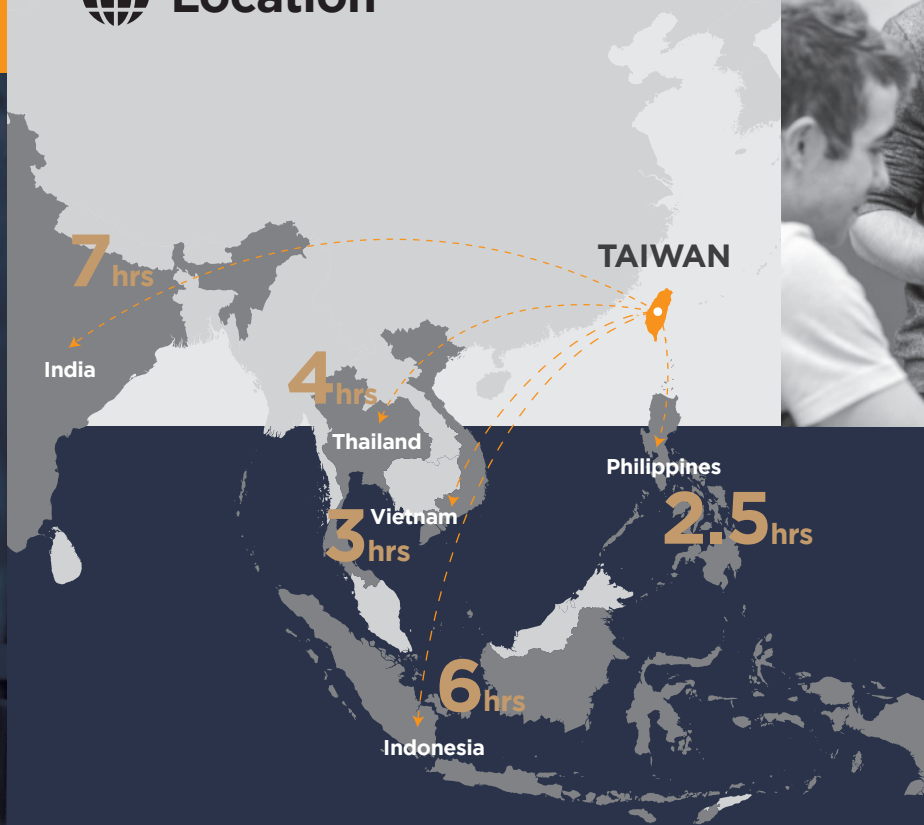 Location
TAIWAN
7hrs
India
4hrs
Thailand
Philippines
2.5hrs
Vietnam
3hrs
6hrs
Indonesia